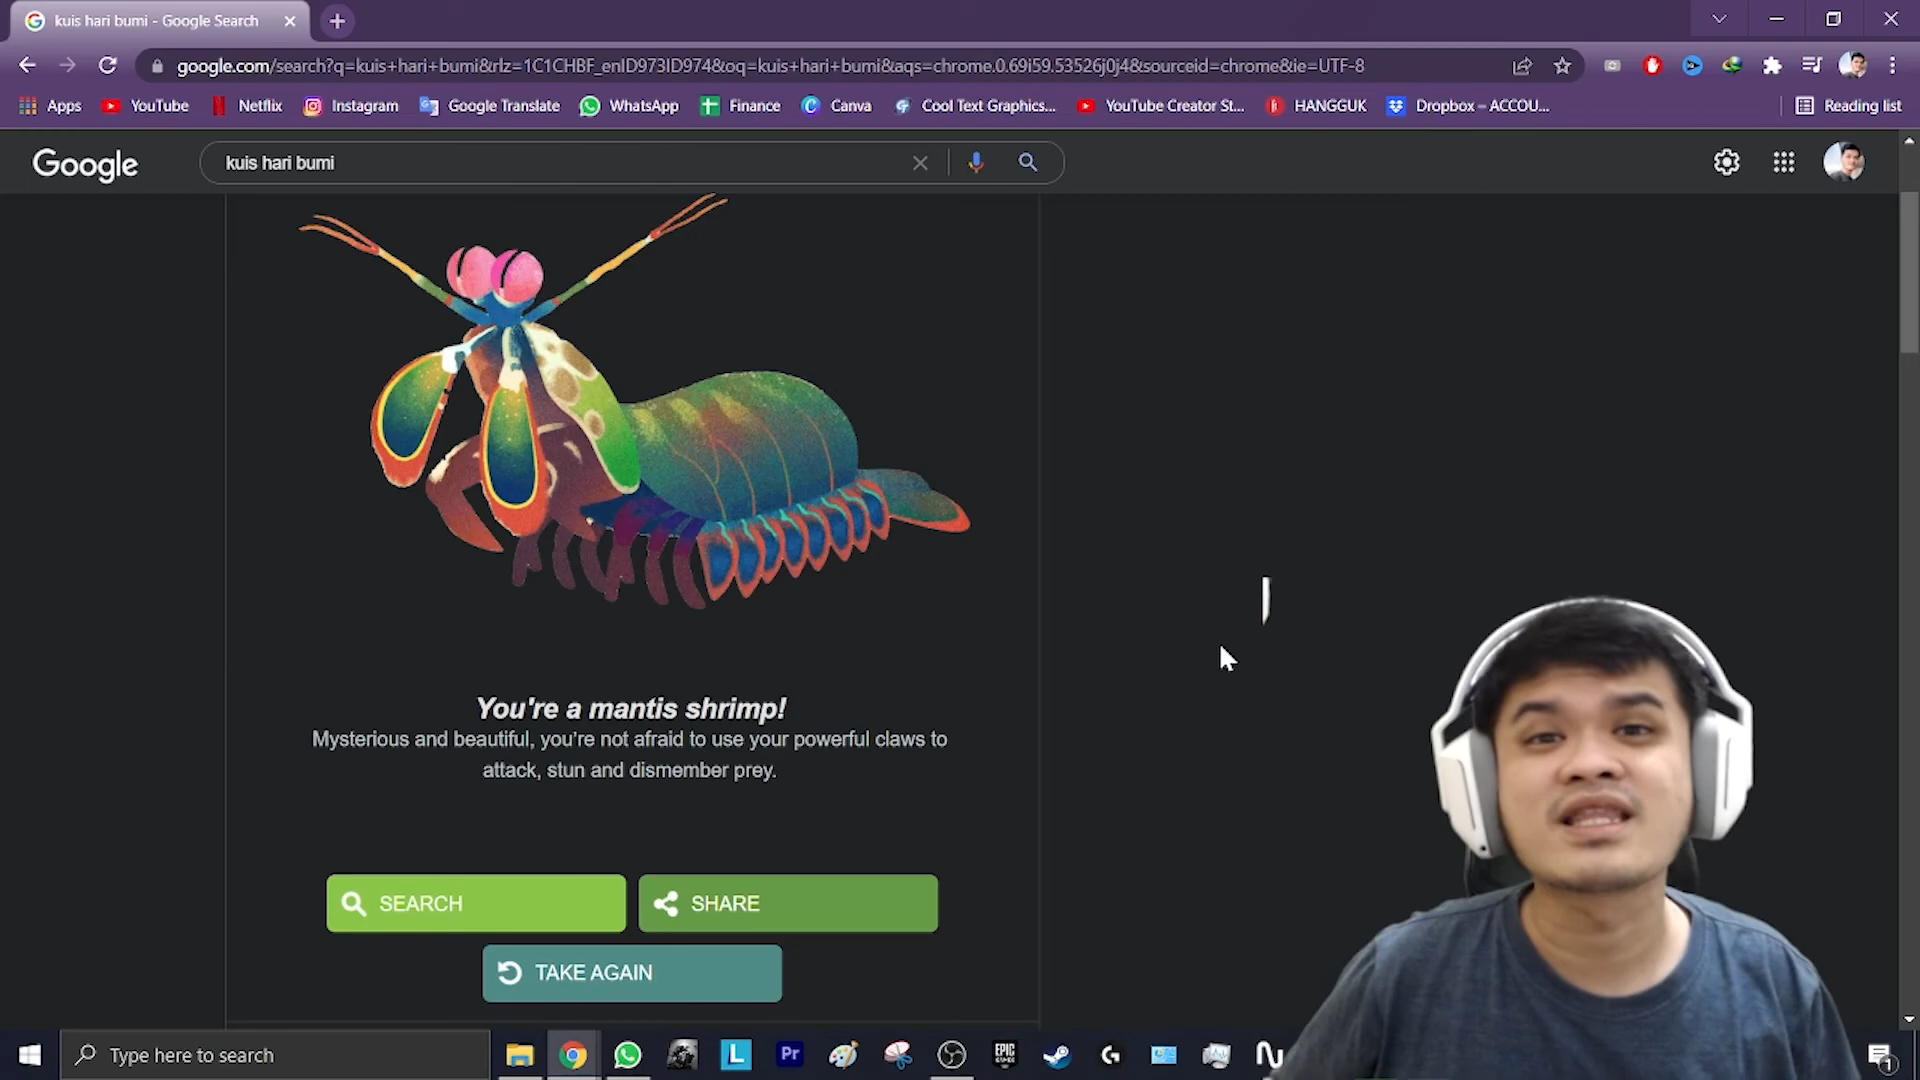 kuis hari bumi - Google Search
google.com/search?q=kuis+hari+bumi&rlz=1C1CHBF_enID973ID974&oq=kuis+hari+bumi&aqs=chrome.0.69i59.53526j0j4&sourceid=chrome&ie=UTF-8
Apps YouTube Netflix Instagram Google Translate WhatsApp Finance Canva Cool Text Graphics... YouTube Creator St... HANGGUK Dropbox – ACCOU... Reading list
Google kuis hari bumi
You're a mantis shrimp!
Mysterious and beautiful, you're not afraid to use your powerful claws to
attack, stun and dismember prey.
SEARCH SHARE
TAKE AGAIN
Type here to search L Pr EPIC GAMES 1